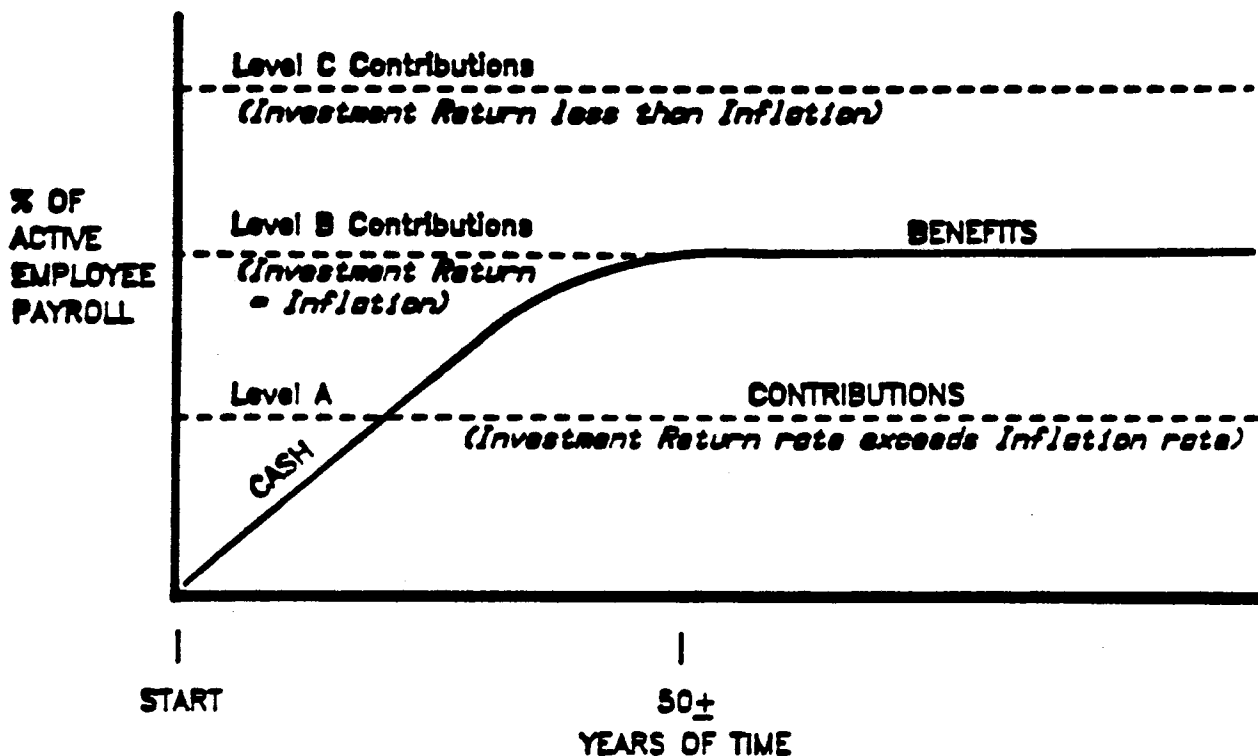 Level C Contributions
(Investment Return less than Inflation)
% OF
ACTIVE
EMPLOYEE
PAYROLL
Level B Contributions
BENEFITS
(Investment Return
= Inflation)
Level A
CONTRIBUTIONS
(Investment Return rate exceeds Inflation rate)
CASH
START
50±
YEARS OF TIME